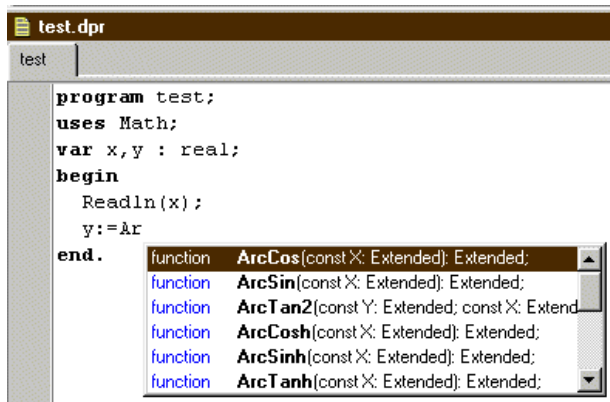 test.dpr
test
program test;
uses Math;
var x,y : real;
begin
Readln(x);
y:=Ar
end.
function ArcCos(const X: Extended): Extended;
function ArcSin(const X: Extended): Extended;
function ArcTan2(const Y: Extended; const X: Extend
function ArcCosh(const X: Extended): Extended;
function ArcSinh(const X: Extended): Extended;
function ArcTanh(const X: Extended): Extended;